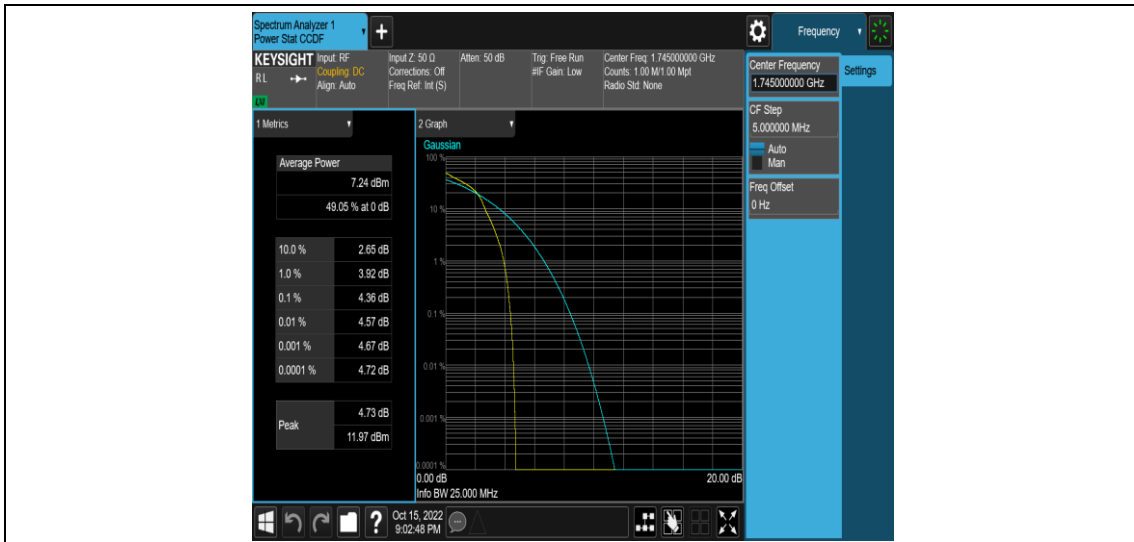 Spectrum Analyzer 1
Power Stat CCDF
+
Frequency
KEYSIGHT
RL
LXI
Input: RF
Coupling: DC
Align: Auto
Input Z: 50 Ω
Corrections: Off
Freq Ref: Int (S)
Atten: 50 dB
Trig: Free Run
#IF Gain: Low
Center Freq: 1.745000000 GHz
Counts: 1.00 M/1.00 Mpt
Radio Std: None
Center Frequency
1.745000000 GHz
Settings
CF Step
5.000000 MHz
Auto
Man
Freq Offset
0 Hz
1 Metrics
Average Power
7.24 dBm
49.05 % at 0 dB
10.0 % 2.65 dB
1.0 % 3.92 dB
0.1 % 4.36 dB
0.01 % 4.57 dB
0.001 % 4.67 dB
0.0001 % 4.72 dB
Peak
4.73 dB
11.97 dBm
2 Graph
Gaussian
100 %
10 %
1 %
0.1 %
0.01 %
0.001 %
0.0001 %
0.00 dB 20.00 dB
Info BW 25.000 MHz
?
Oct 15, 2022
9:02:48 PM